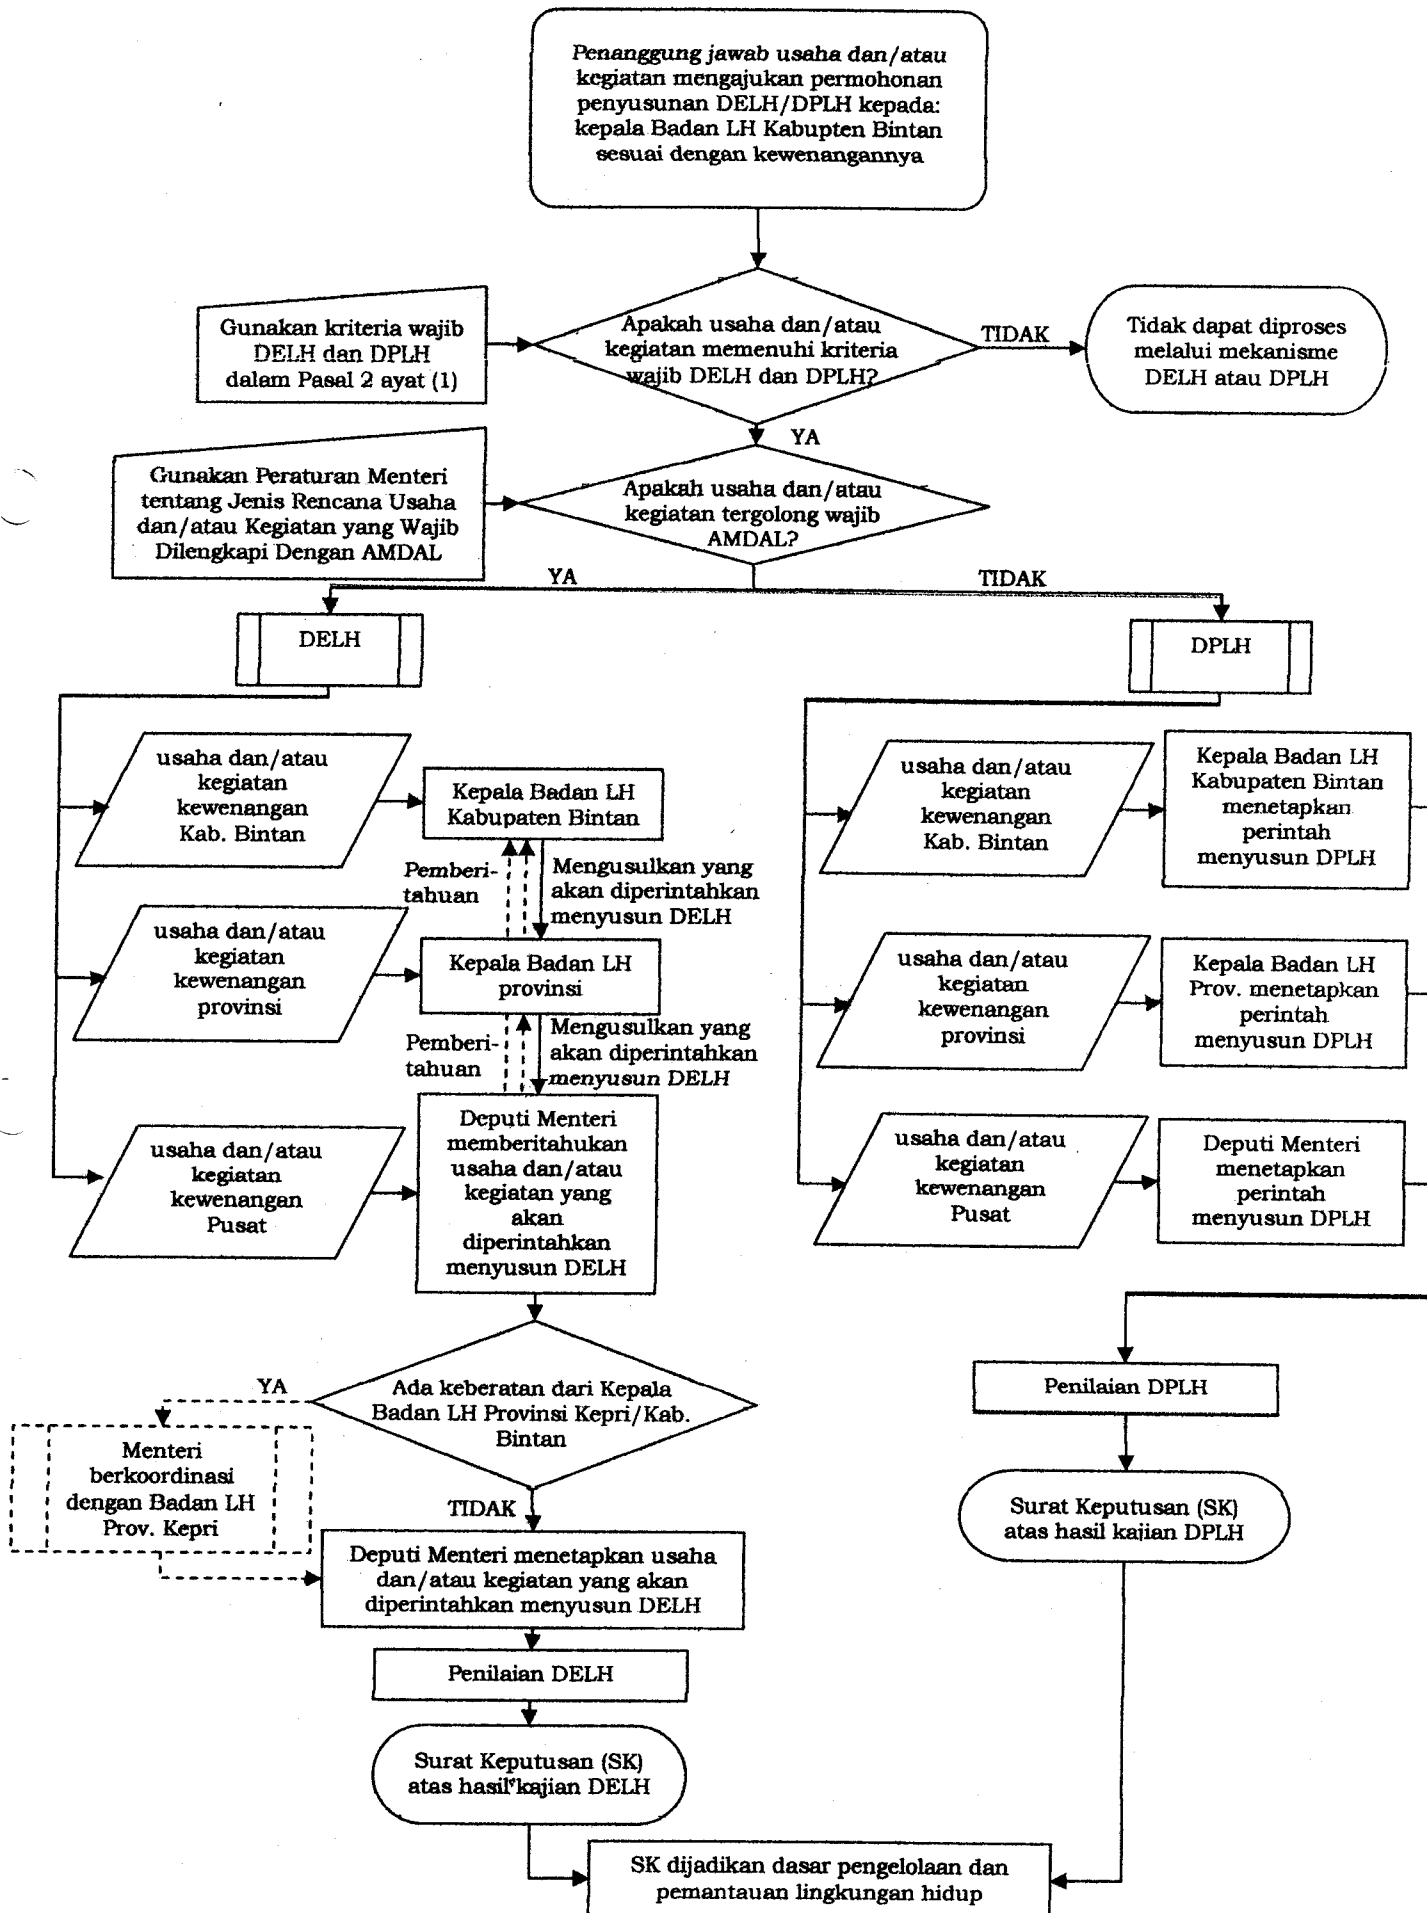 Penanggung jawab usaha dan/atau
kegiatan mengajukan permohonan
penyusunan DELH/DPLH kepada:
kepala Badan LH Kabupten Bintan
sesuai dengan kewenangannya
Gunakan kriteria wajib
DELH dan DPLH
dalam Pasal 2 ayat (1)
Apakah usaha dan/atau
kegiatan memenuhi kriteria
wajib DELH dan DPLH?
TIDAK
Tidak dapat diproses
melalui mekanisme
DELH atau DPLH
YA
Gunakan Peraturan Menteri
tentang Jenis Rencana Usaha
dan/atau Kegiatan yang Wajib
Dilengkapi Dengan AMDAL
Apakah usaha dan/atau
kegiatan tergolong wajib
AMDAL?
YA
TIDAK
DELH
DPLH
usaha dan/atau
kegiatan
kewenangan
Kab. Bintan
Kepala Badan LH
Kabupaten Bintan
Pemberi-
tahuan
Mengusulkan yang
akan diperintahkan
menyusun DELH
usaha dan/atau
kegiatan
kewenangan
provinsi
Kepala Badan LH
provinsi
Pemberi-
tahuan
Mengusulkan yang
akan diperintahkan
menyusun DELH
usaha dan/atau
kegiatan
kewenangan
Pusat
Deputi Menteri
memberitahukan
usaha dan/atau
kegiatan yang
akan
diperintahkan
menyusun DELH
usaha dan/atau
kegiatan
kewenangan
Kab. Bintan
Kepala Badan LH
Kabupaten Bintan
menetapkan
perintah
menyusun DPLH
usaha dan/atau
kegiatan
kewenangan
provinsi
Kepala Badan LH
Prov. menetapkan
perintah
menyusun DPLH
usaha dan/atau
kegiatan
kewenangan
Pusat
Deputi Menteri
menetapkan
perintah
menyusun DPLH
Ada keberatan dari Kepala
Badan LH Provinsi Kepri/Kab.
Bintan
YA
Menteri
berkoordinasi
dengan Badan LH
Prov. Kepri
TIDAK
Deputi Menteri menetapkan usaha
dan/atau kegiatan yang akan
diperintahkan menyusun DELH
Penilaian DELH
Surat Keputusan (SK)
atas hasil kajian DELH
Penilaian DPLH
Surat Keputusan (SK)
atas hasil kajian DPLH
SK dijadikan dasar pengelolaan dan
pemantauan lingkungan hidup